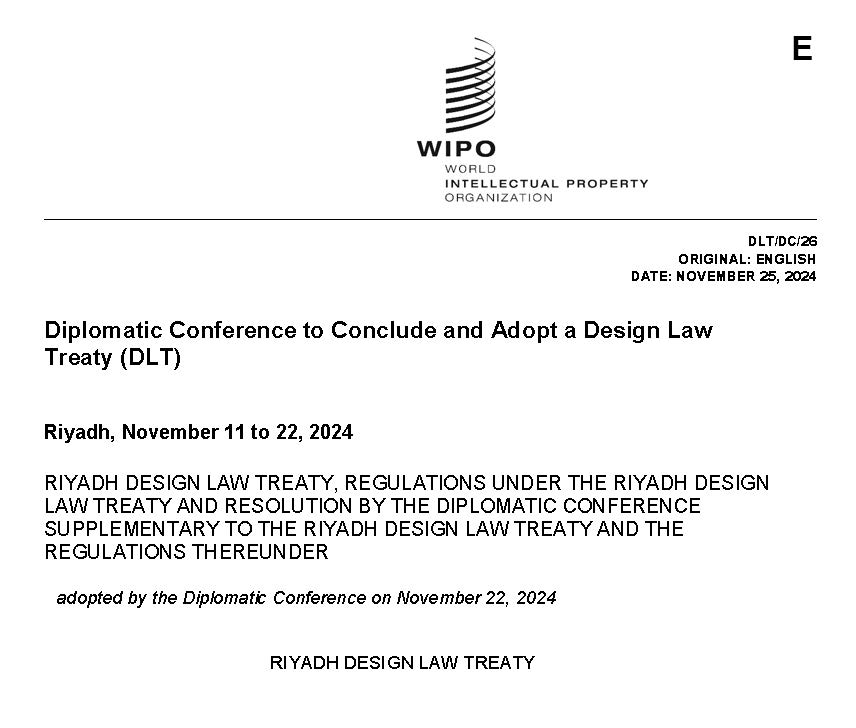 E
WIPO
WORLD
INTELLECTUAL PROPERTY
ORGANIZATION
DLT/DC/26
ORIGINAL: ENGLISH
DATE: NOVEMBER 25, 2024
Diplomatic Conference to Conclude and Adopt a Design Law
Treaty (DLT)
Riyadh, November 11 to 22, 2024
RIYADH DESIGN LAW TREATY, REGULATIONS UNDER THE RIYADH DESIGN
LAW TREATY AND RESOLUTION BY THE DIPLOMATIC CONFERENCE
SUPPLEMENTARY TO THE RIYADH DESIGN LAW TREATY AND THE
REGULATIONS THEREUNDER
adopted by the Diplomatic Conference on November 22, 2024
RIYADH DESIGN LAW TREATY